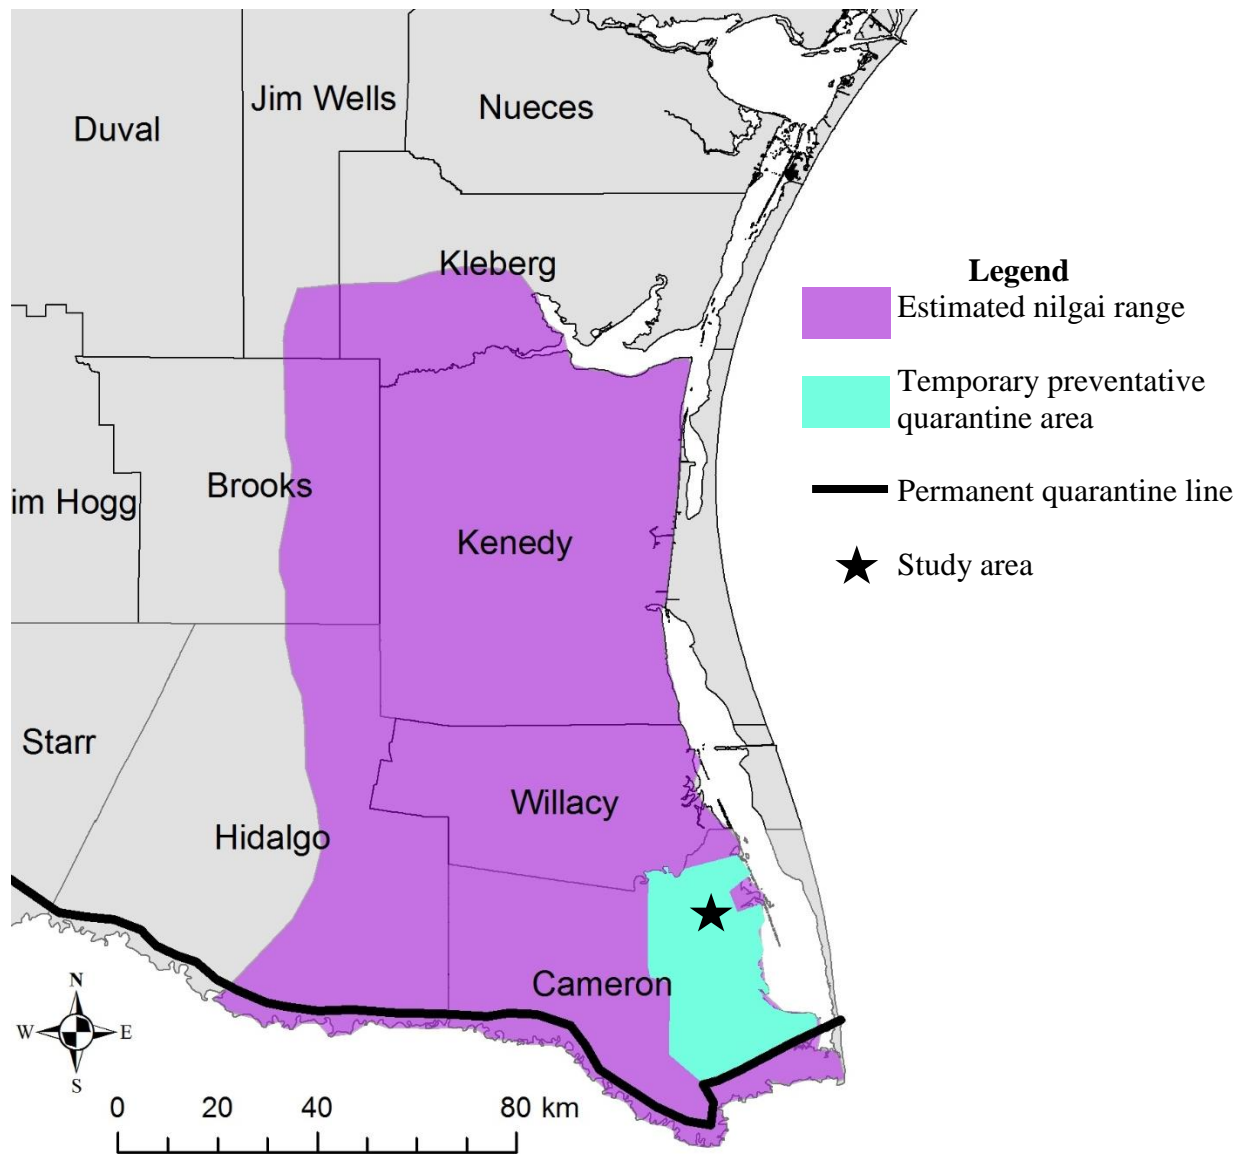 Jim Wells
Nueces
Duval
Kleberg
Legend
Estimated nilgai range
Temporary preventative
quarantine area
Brooks
im Hogg
Permanent quarantine line
Kenedy
Study area
Starr
Willacy
Hidalgo
Cameron
N
W E
S
0 20 40 80 km